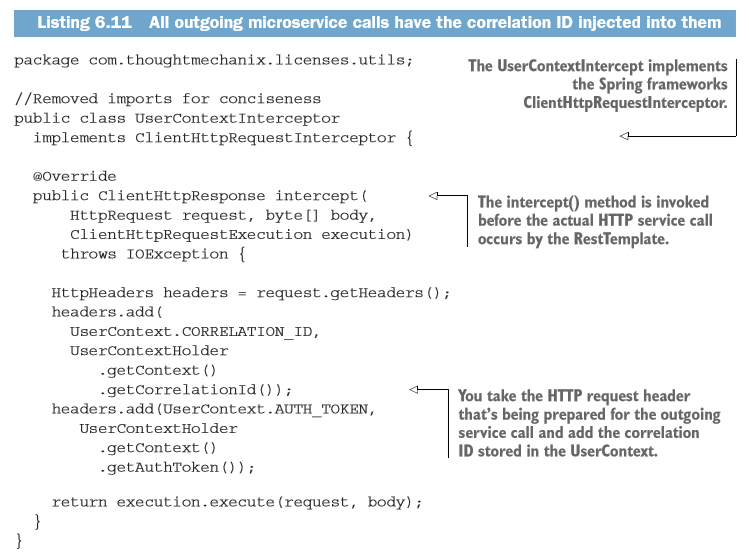 Listing 6.11 All outgoing microservice calls have the correlation ID injected into them
package com.thoughtmechanix.licenses.utils;
The UserContextIntercept implements
the Spring frameworks
ClientHttpRequestInterceptor.
//Removed imports for conciseness
public class UserContextInterceptor
implements ClientHttpRequestInterceptor {
@Override
public ClientHttpResponse intercept(
HttpRequest request, byte[] body,
ClientHttpRequestExecution execution)
throws IOException {
The intercept() method is invoked
before the actual HTTP service call
occurs by the RestTemplate.
HttpHeaders headers = request.getHeaders();
headers.add(
UserContext.CORRELATION_ID,
UserContextHolder
.getContext()
.getCorrelationId());
headers.add(UserContext.AUTH_TOKEN,
UserContextHolder
.getContext()
.getAuthToken());
You take the HTTP request header
that's being prepared for the outgoing
service call and add the correlation
ID stored in the UserContext.
return execution.execute(request, body);
}
}